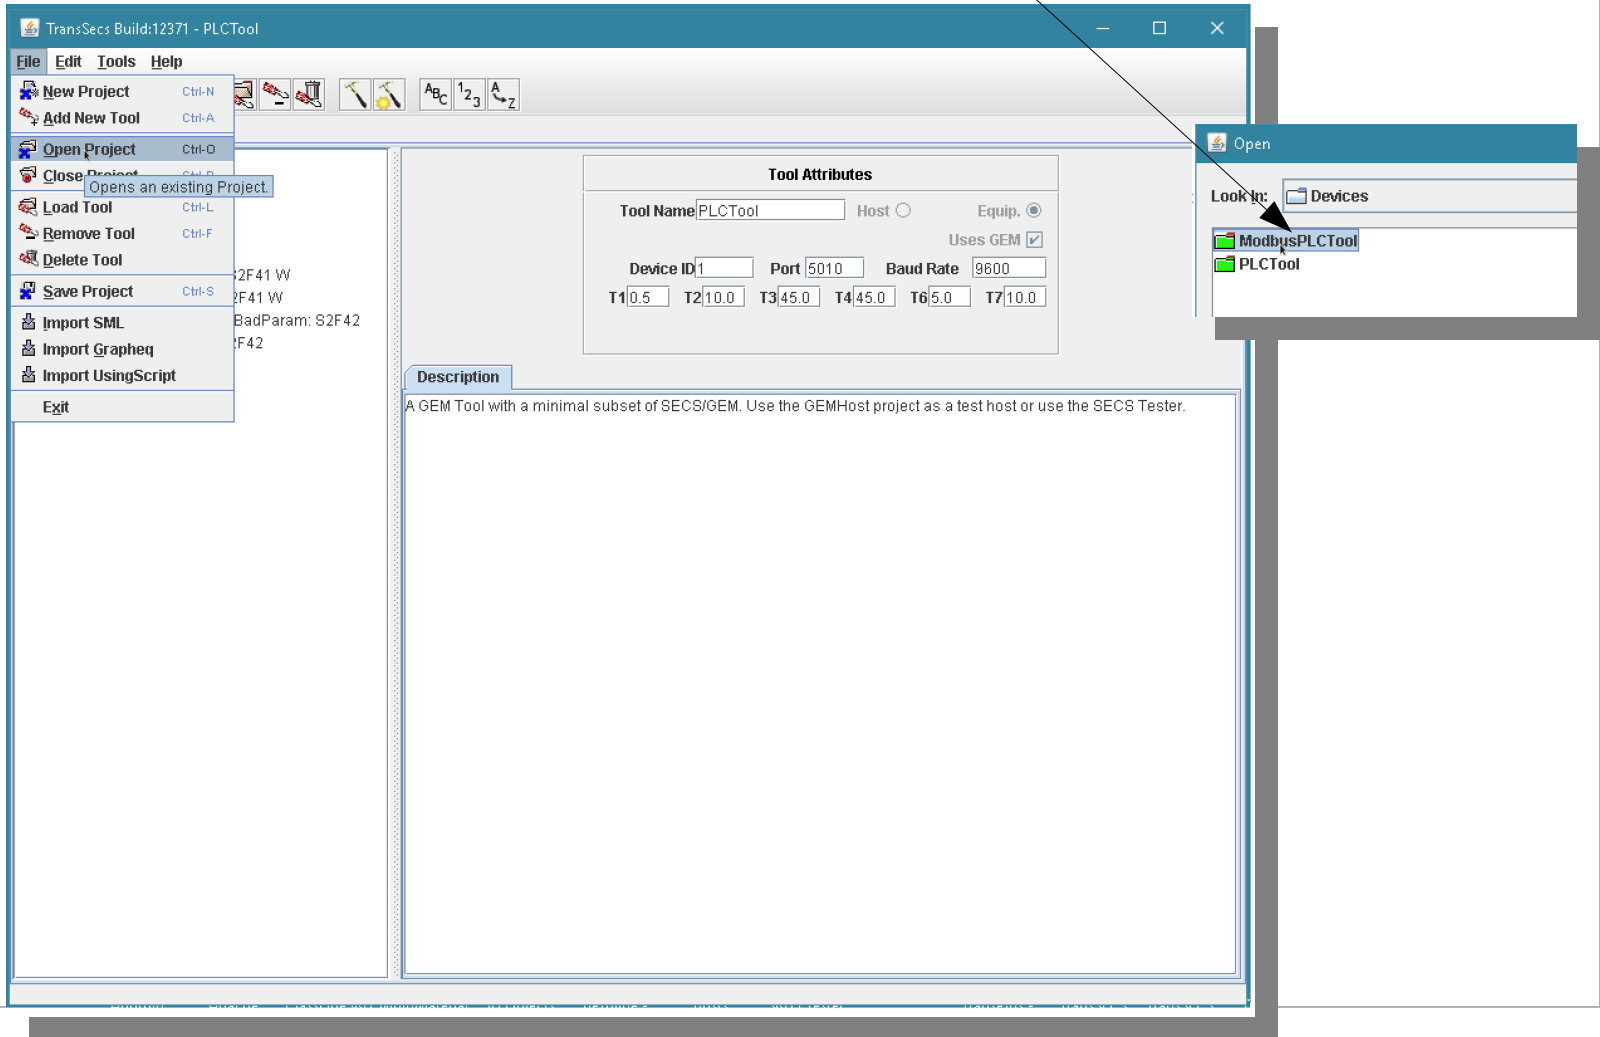 TransSecs Build:12371 - PLCTool
File Edit Tools Help
New Project Ctrl-N
Add New Tool Ctrl-A
Open Project Ctrl-O
Close Project
Opens an existing Project.
Load Tool Ctrl-L
Remove Tool Ctrl-F
Delete Tool
Save Project Ctrl-S
Import SML
Import Grapheq
Import UsingScript
Exit
ABC 123 A Z
S2F41 W
2F41 W
BadParam: S2F42
F42
Tool Attributes
Tool Name PLCTool Host Equip.
Uses GEM
Device ID 1 Port 5010 Baud Rate 9600
T1 0.5 T2 10.0 T3 45.0 T4 45.0 T6 5.0 T7 10.0
Description
A GEM Tool with a minimal subset of SECS/GEM. Use the GEMHost project as a test host or use the SECS Tester.
Open
Look In: Devices
ModbusPLCTool
PLCTool